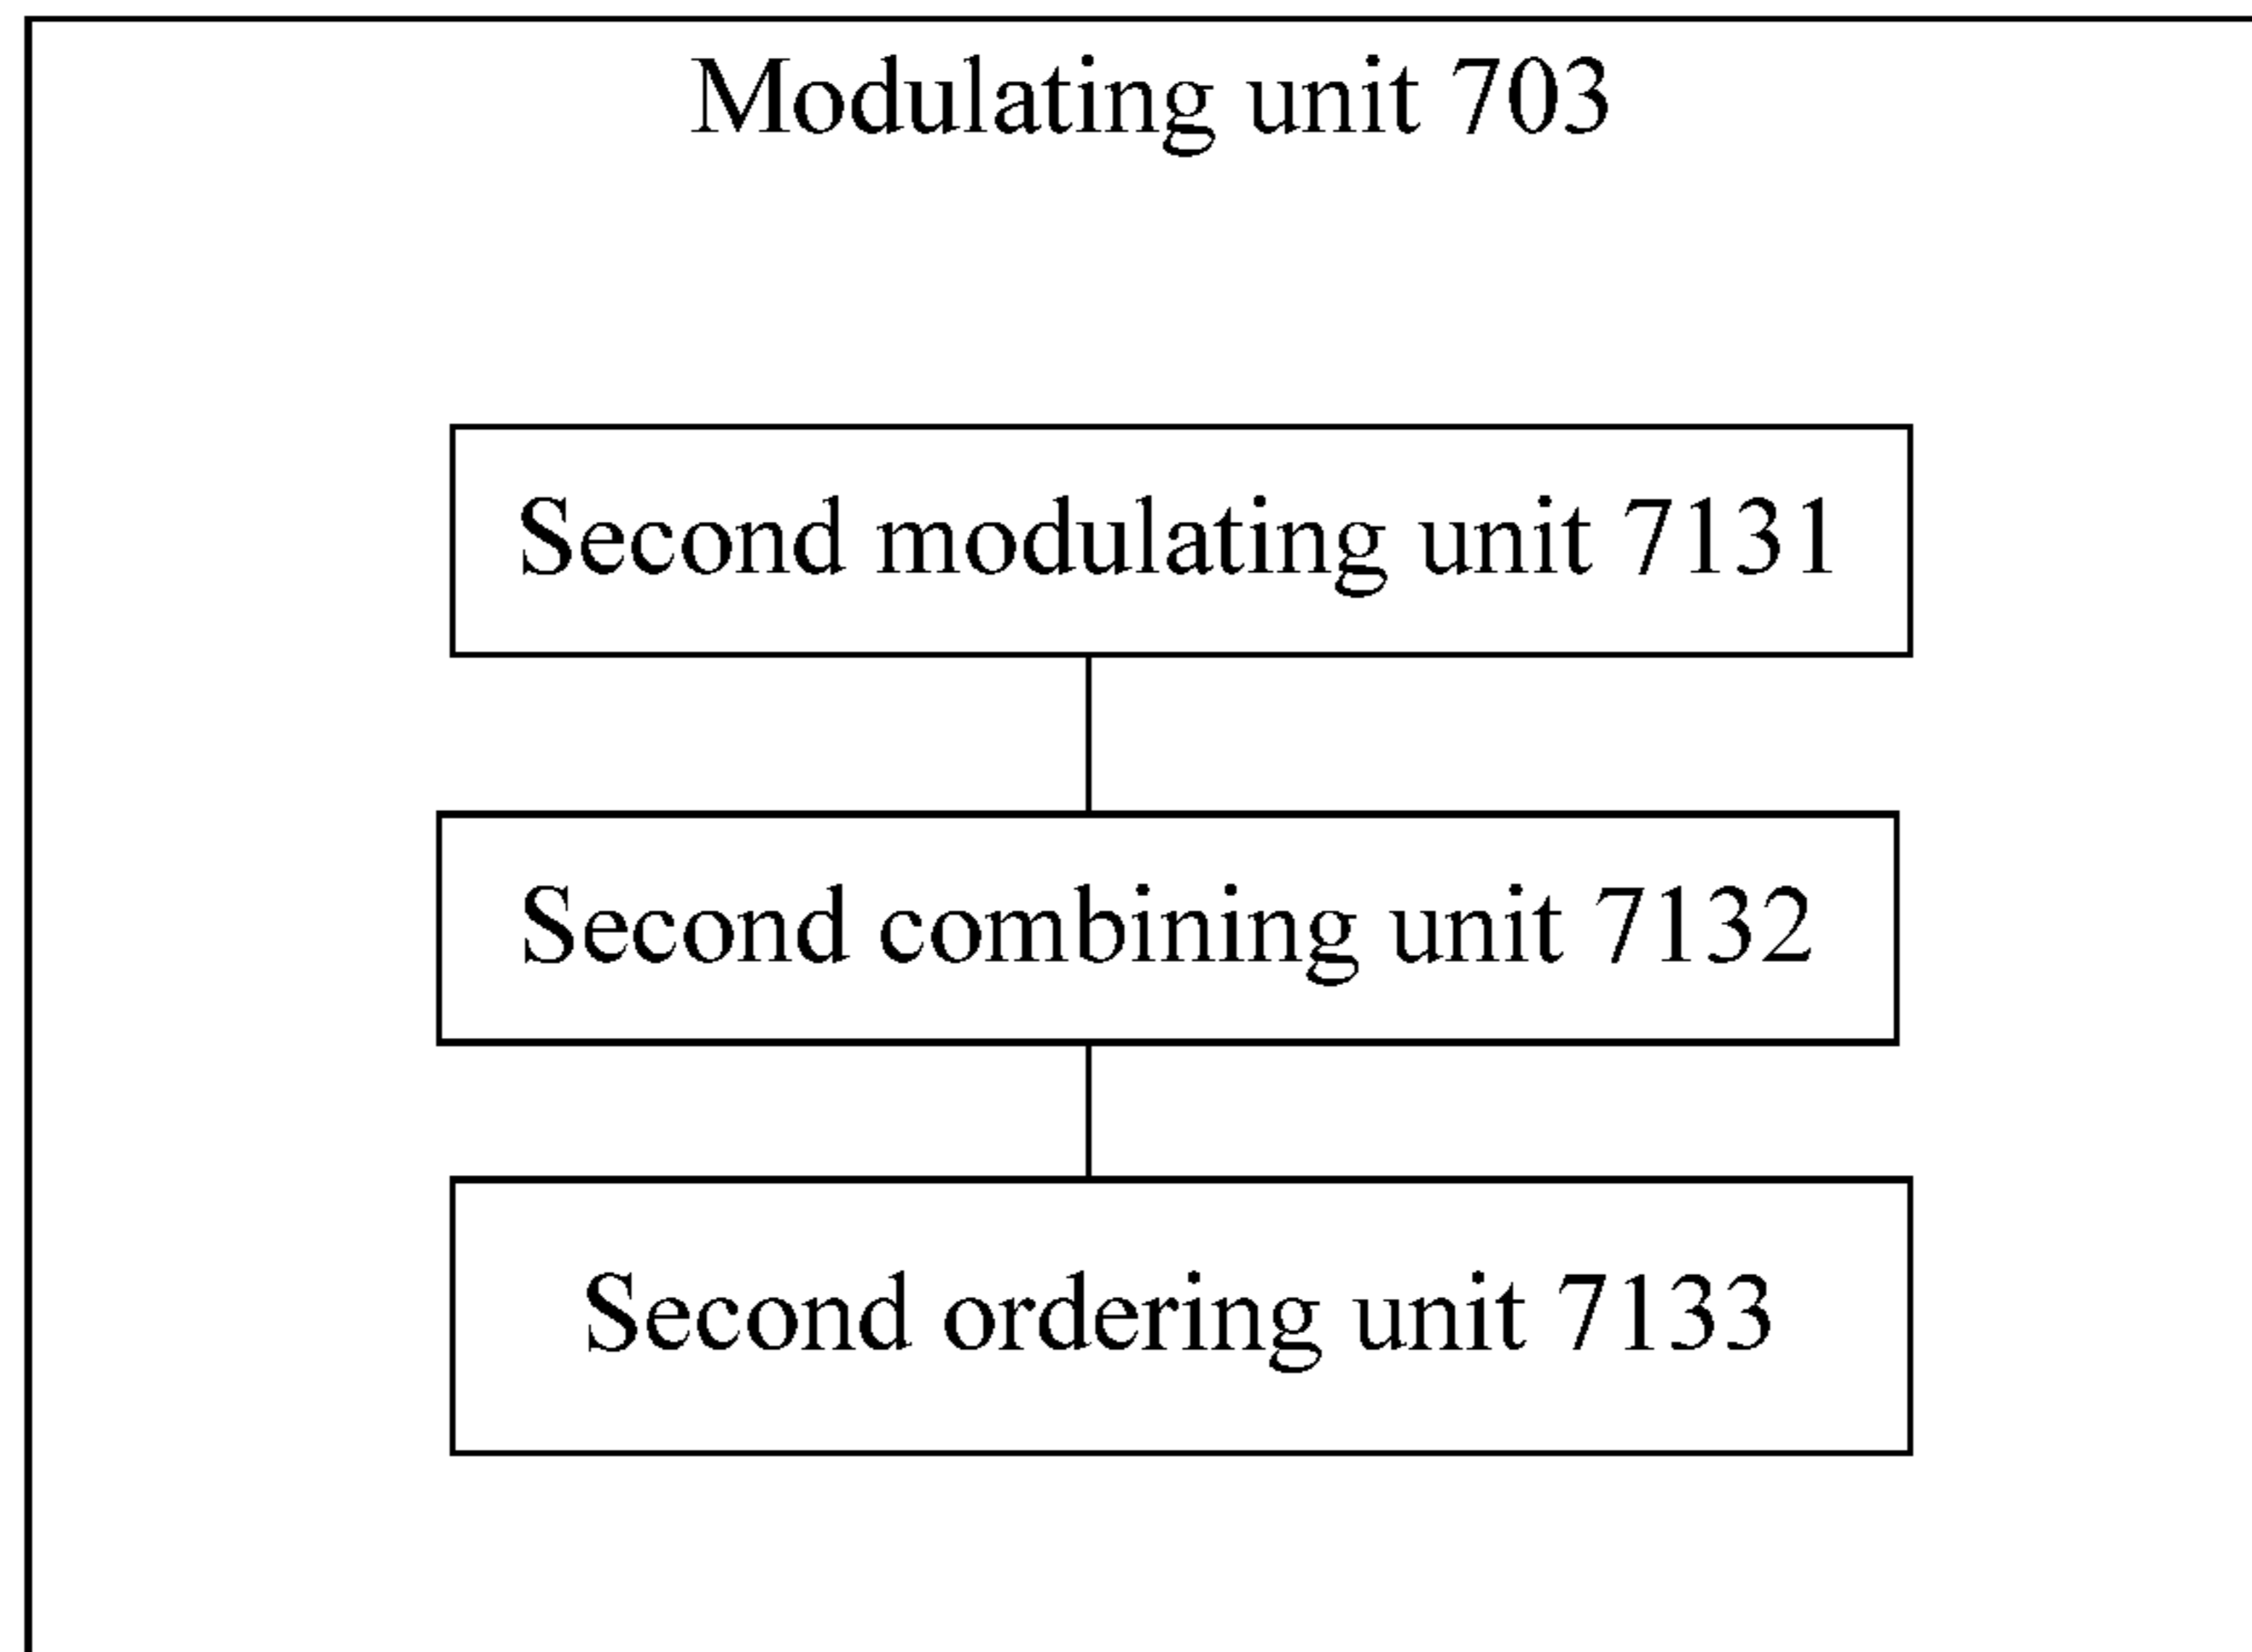 Modulating unit 703
Second modulating unit 7131
Second combining unit 7132
Second ordering unit 7133